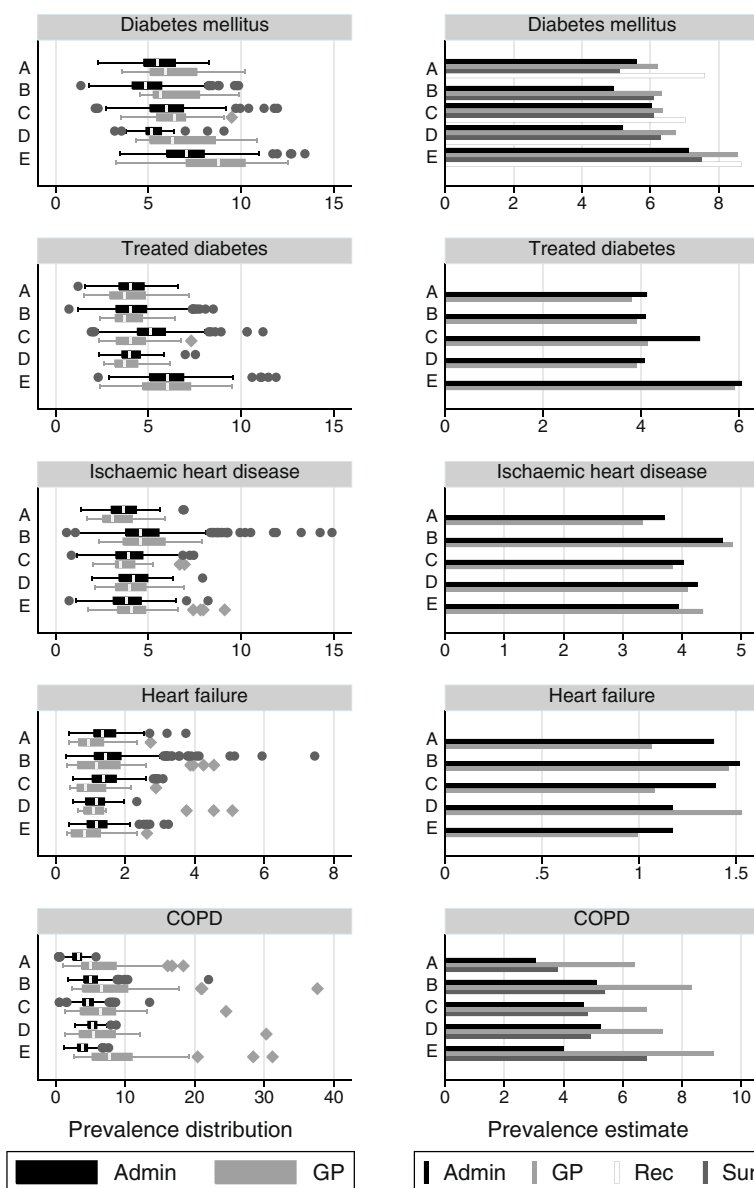 Diabetes mellitus
A
B
C
D
E
0 5 10 15
Diabetes mellitus
A
B
C
D
E
0 2 4 6 8
Treated diabetes
A
B
C
D
E
0 5 10 15
Treated diabetes
A
B
C
D
E
0 2 4 6
Ischaemic heart disease
A
B
C
D
E
0 5 10 15
Ischaemic heart disease
A
B
C
D
E
0 1 2 3 4 5
Heart failure
A
B
C
D
E
0 2 4 6 8
Heart failure
A
B
C
D
E
0 .5 1 1.5
COPD
A
B
C
D
E
0 10 20 30 40
Prevalence distribution
Admin GP
COPD
A
B
C
D
E
0 2 4 6 8 10
Prevalence estimate
Admin GP Rec Sur